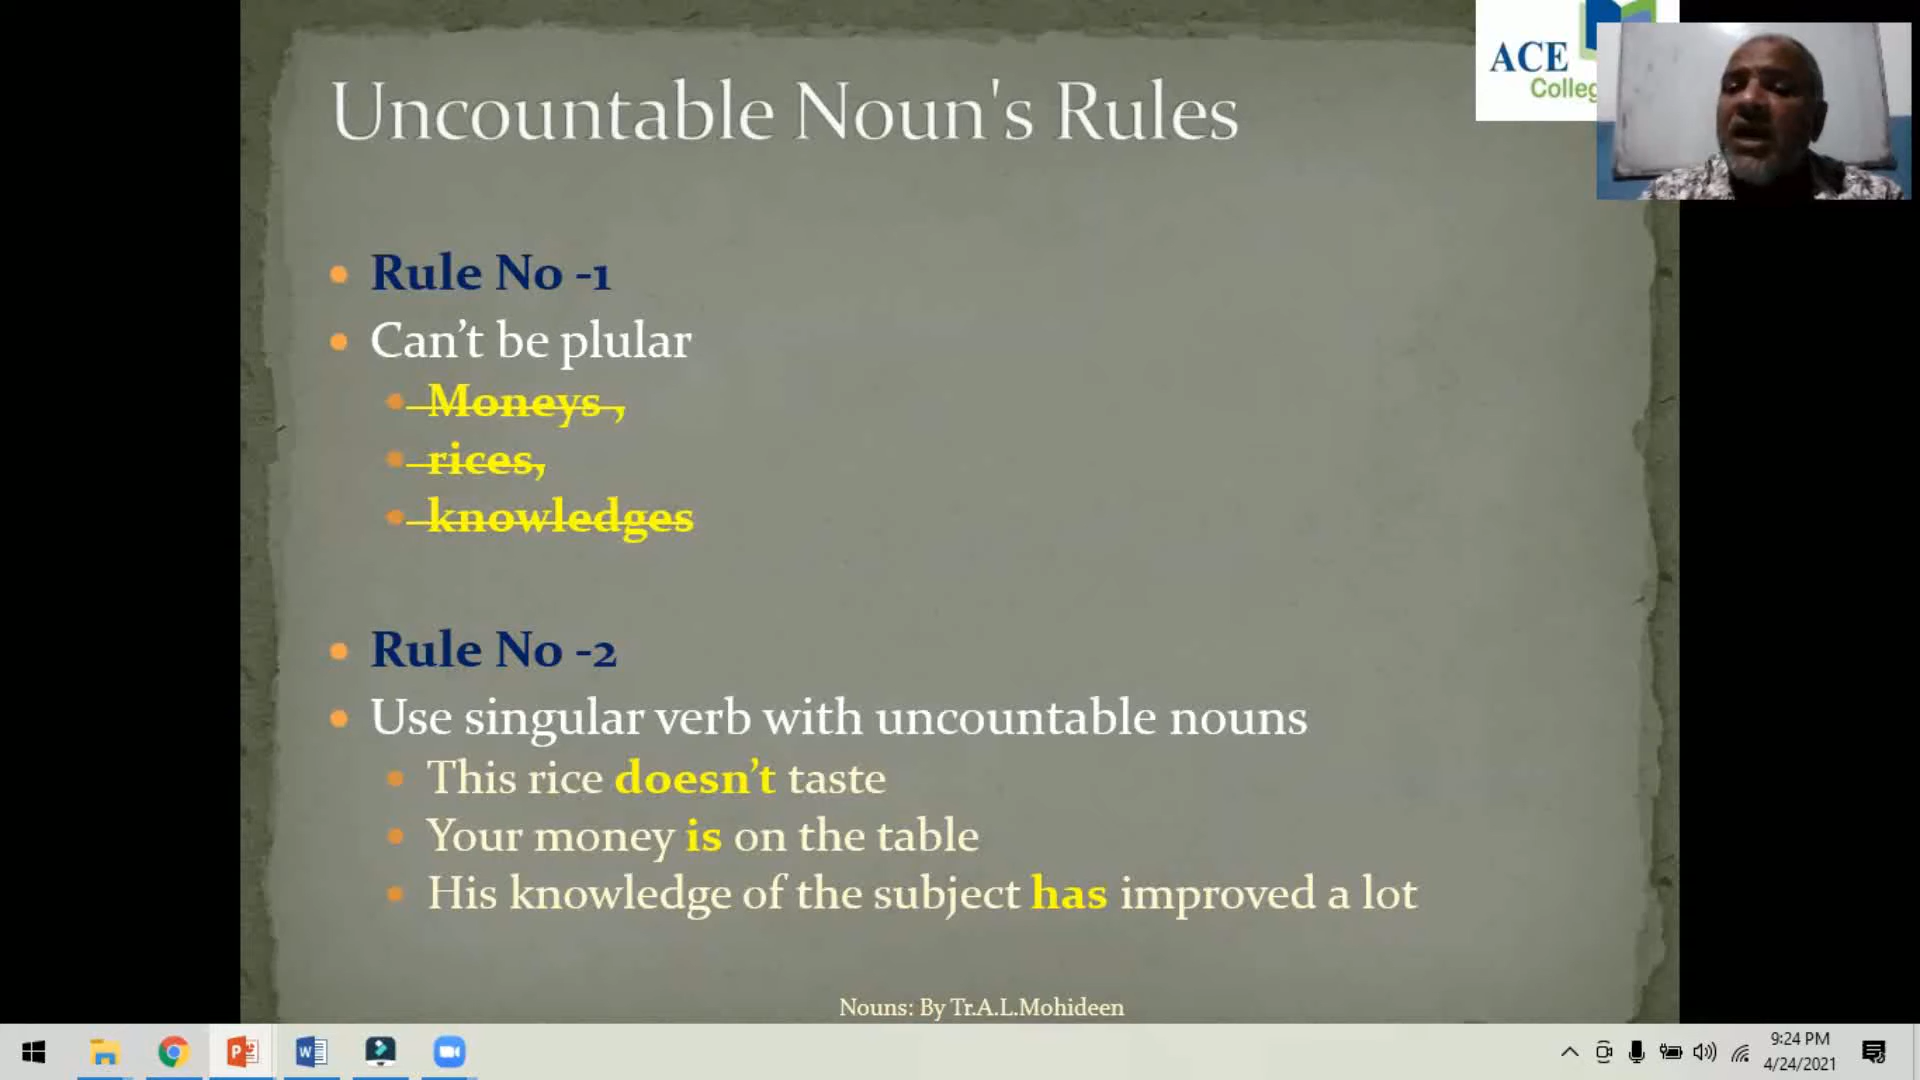 Uncountable Noun's Rules
ACE
Colleg
Rule No -1
Can’t be plular
Moneys ,
rices,
knowledges
Rule No -2
Use singular verb with uncountable nouns
This rice doesn’t taste
Your money is on the table
His knowledge of the subject has improved a lot
Nouns: By Tr.A.L.Mohideen
9:24 PM
4/24/2021